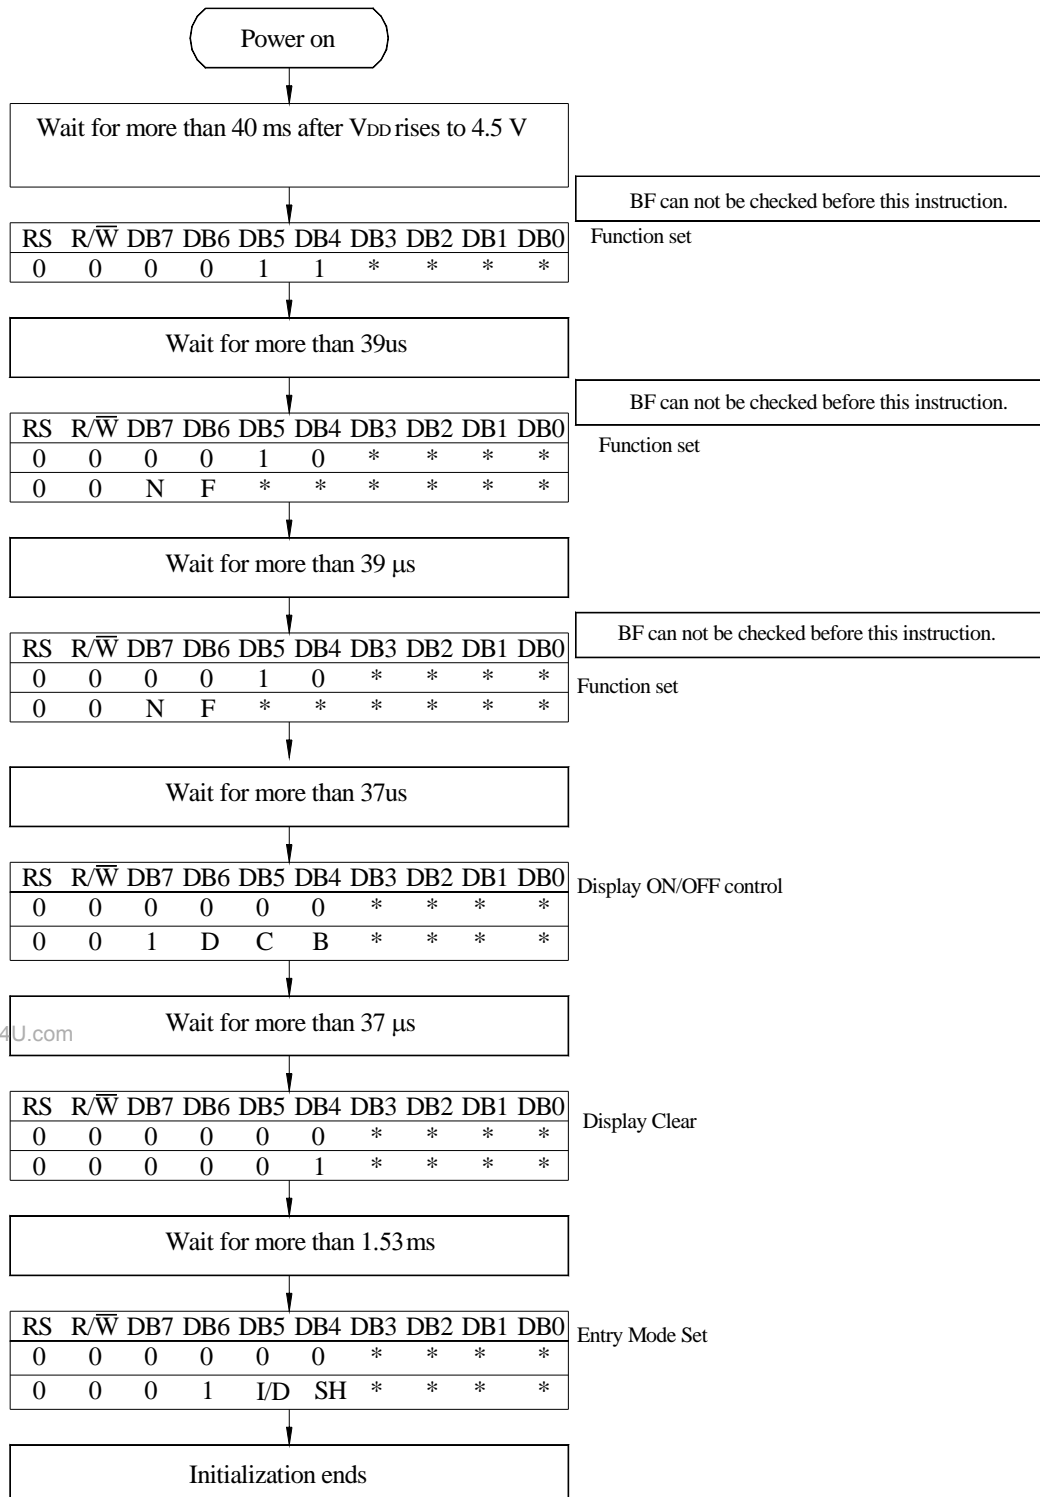 Power on
Wait for more than 40 ms after VDD rises to 4.5 V
BF can not be checked before this instruction.
RS R/W̅ DB7 DB6 DB5 DB4 DB3 DB2 DB1 DB0
Function set
0 0 0 0 1 1 * * * *
Wait for more than 39us
BF can not be checked before this instruction.
RS R/W̅ DB7 DB6 DB5 DB4 DB3 DB2 DB1 DB0
Function set
0 0 0 0 1 0 * * * *
0 0 N F * * * * * *
Wait for more than 39 μs
BF can not be checked before this instruction.
RS R/W̅ DB7 DB6 DB5 DB4 DB3 DB2 DB1 DB0
0 0 0 0 1 0 * * * *
Function set
0 0 N F * * * * * *
Wait for more than 37us
RS R/W̅ DB7 DB6 DB5 DB4 DB3 DB2 DB1 DB0
Display ON/OFF control
0 0 0 0 0 0 * * * *
0 0 1 D C B * * * *
Wait for more than 37 μs
4U.com
RS R/W̅ DB7 DB6 DB5 DB4 DB3 DB2 DB1 DB0
Display Clear
0 0 0 0 0 0 * * * *
0 0 0 0 0 1 * * * *
Wait for more than 1.53ms
RS R/W̅ DB7 DB6 DB5 DB4 DB3 DB2 DB1 DB0
Entry Mode Set
0 0 0 0 0 0 * * * *
0 0 0 1 I/D SH * * * *
Initialization ends